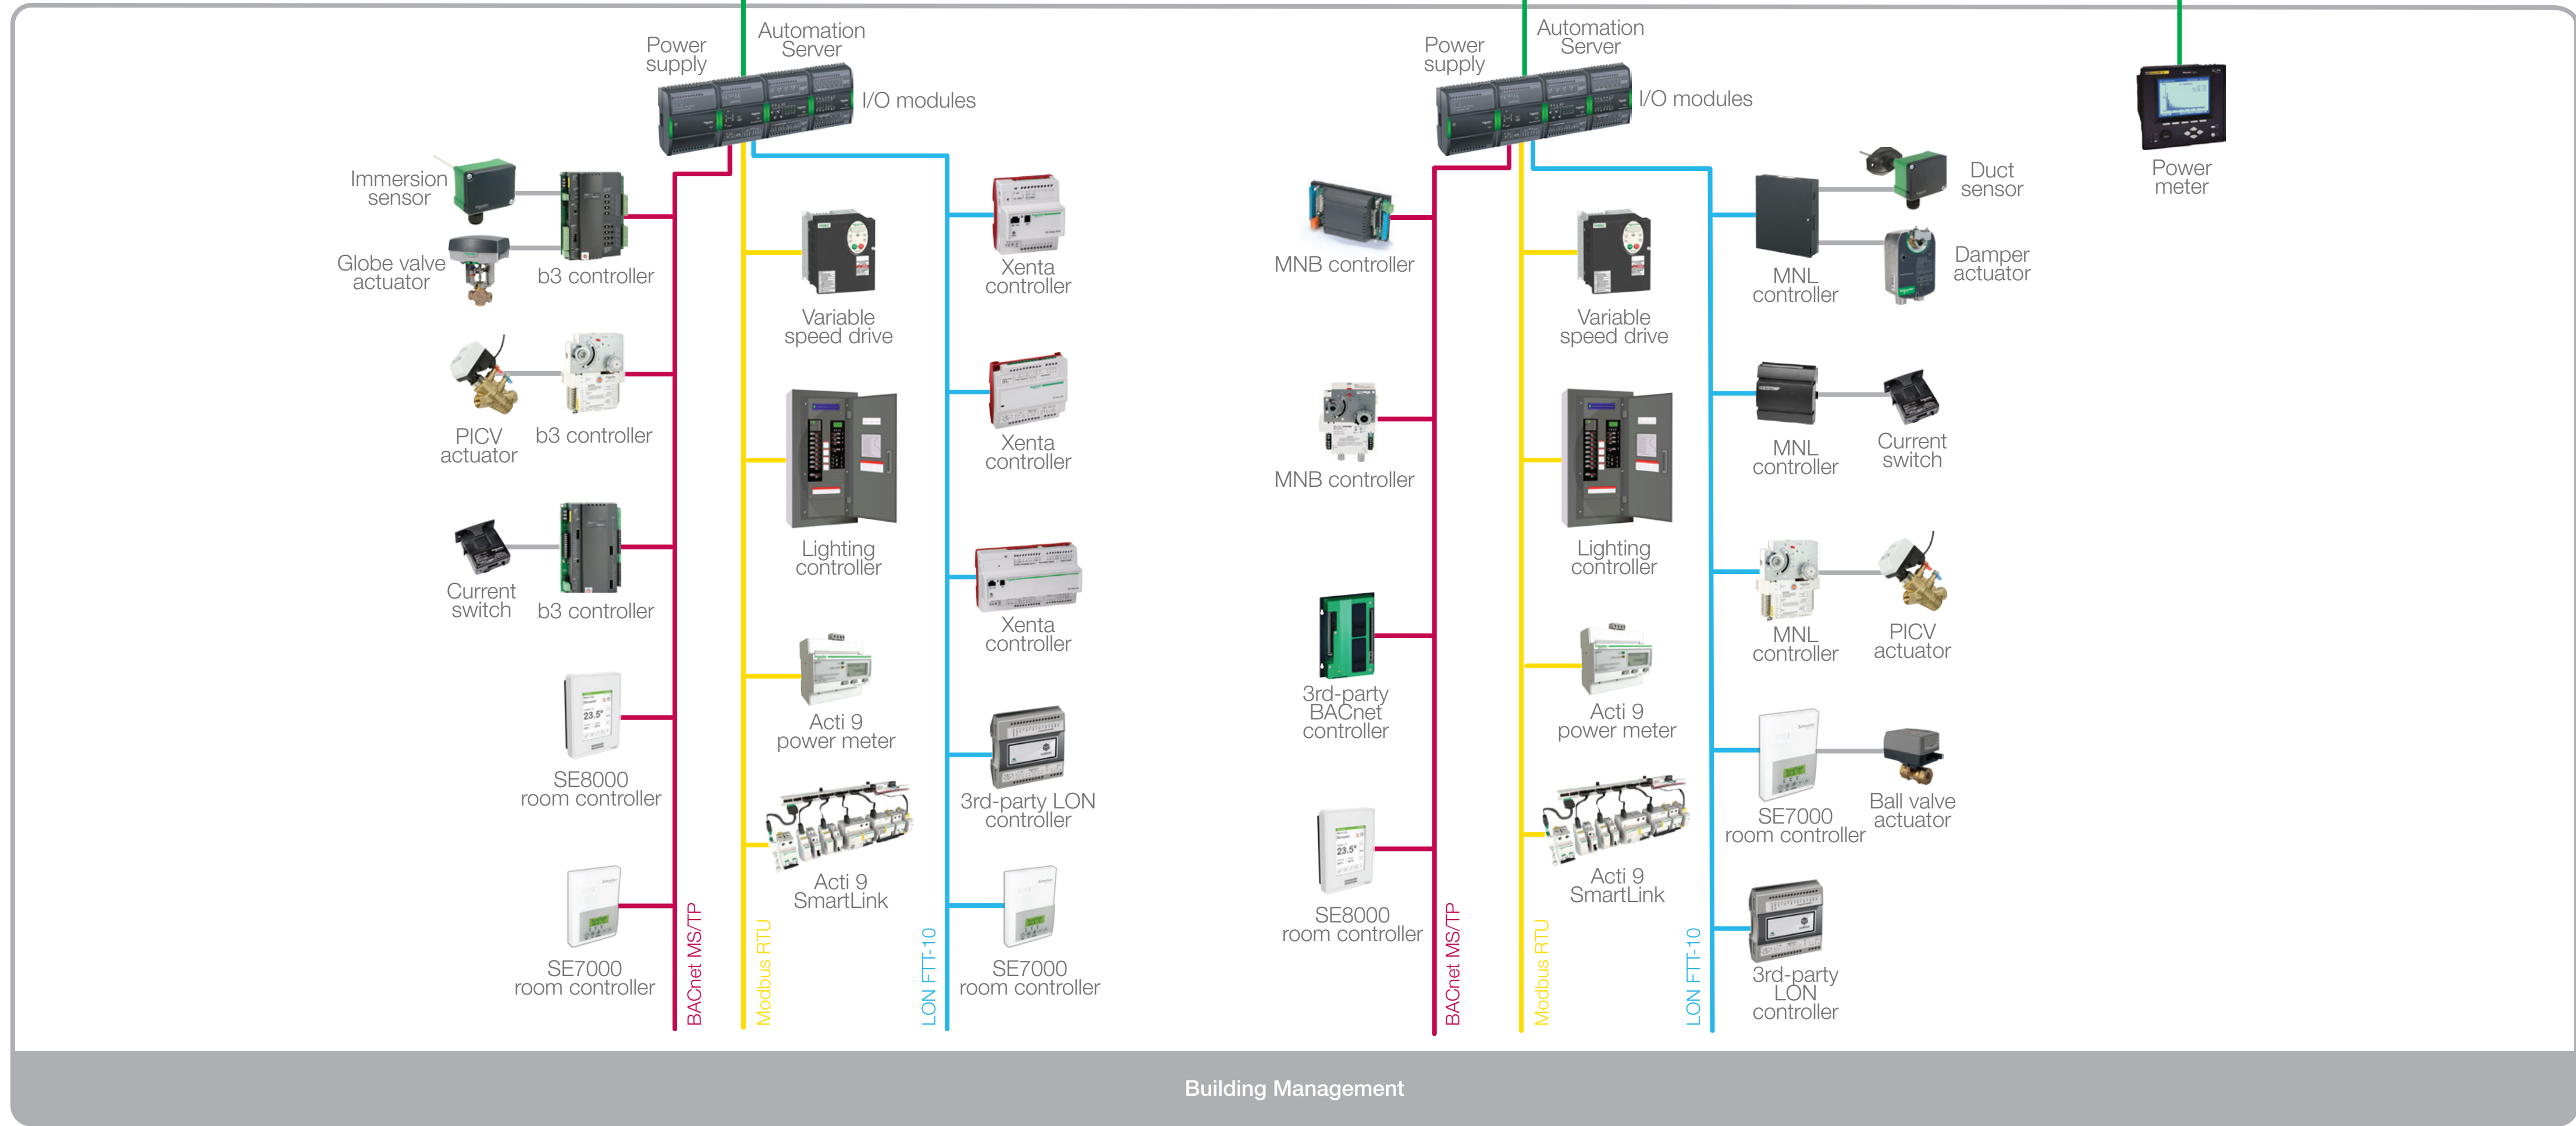 Power
supply
Automation
Server
I/O modules
Immersion
sensor
Globe valve
actuator
b3 controller
PICV
actuator
b3 controller
Current
switch
b3 controller
SE8000
room controller
SE7000
room controller
BACnet MS/TP
Variable
speed drive
Lighting
controller
Acti 9
power meter
Acti 9
SmartLink
Modbus RTU
Xenta
controller
Xenta
controller
Xenta
controller
3rd-party LON
controller
SE7000
room controller
LON FTT-10
Power
supply
Automation
Server
I/O modules
MNB controller
MNB controller
3rd-party
BACnet
controller
SE8000
room controller
BACnet MS/TP
Variable
speed drive
Lighting
controller
Acti 9
power meter
Acti 9
SmartLink
Modbus RTU
MNL
controller
Duct
sensor
Damper
actuator
MNL
controller
Current
switch
MNL
controller
PICV
actuator
SE7000
room controller
Ball valve
actuator
3rd-party
LON
controller
LON FTT-10
Power
meter
23.5°
23.5°
Building Management